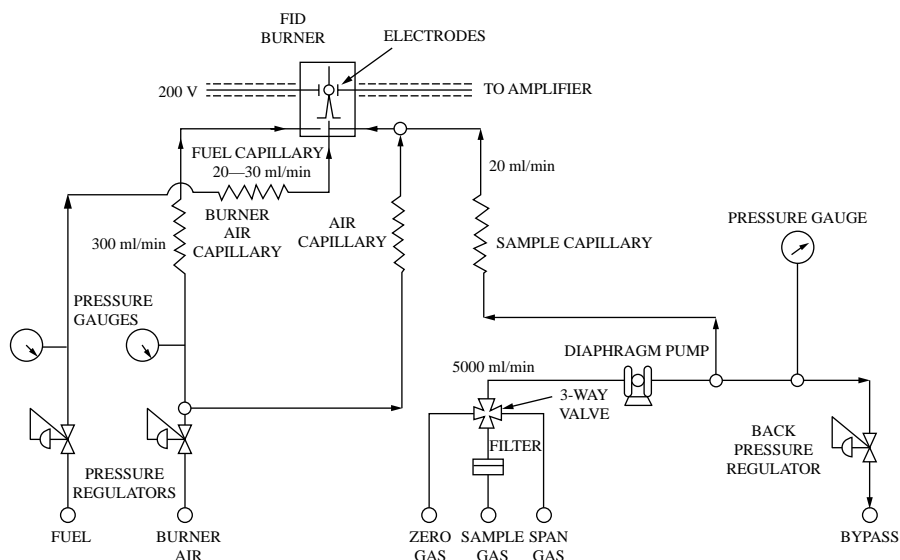 FID
BURNER
ELECTRODES
200 V
TO AMPLIFIER
FUEL CAPILLARY
20—30 ml/min
20 ml/min
BURNER
AIR
CAPILLARY
AIR
CAPILLARY
SAMPLE CAPILLARY
PRESSURE GAUGE
300 ml/min
PRESSURE
GAUGES
5000 ml/min
DIAPHRAGM PUMP
3-WAY
VALVE
FILTER
BACK
PRESSURE
REGULATOR
PRESSURE
REGULATORS
FUEL
BURNER
AIR
ZERO
GAS
SAMPLE
GAS
SPAN
GAS
BYPASS